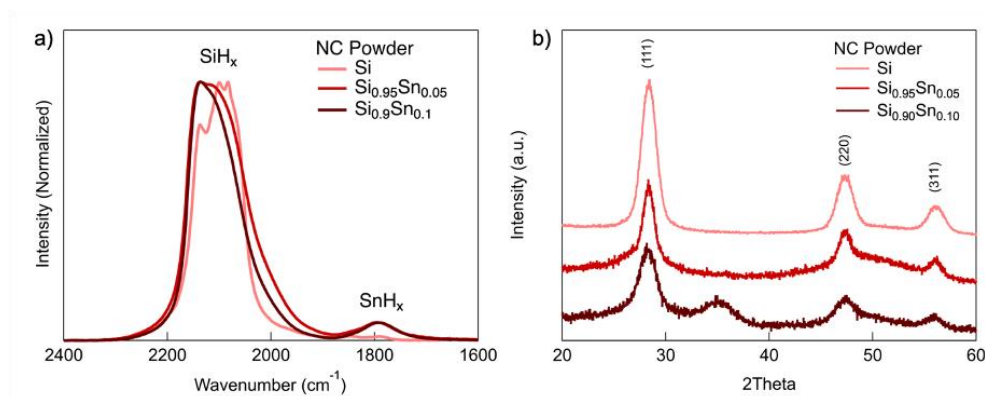 a)
NC Powder
Si
Si0.95Sn0.05
Si0.9Sn0.1
SiHx
SnHx
Intensity (Normalized)
2400 2200 2000 1800 1600
Wavenumber (cm-1)
b)
NC Powder
Si
Si0.95Sn0.05
Si0.90Sn0.10
(111)
(220)
(311)
Intensity (a.u.)
20 30 40 50 60
2Theta